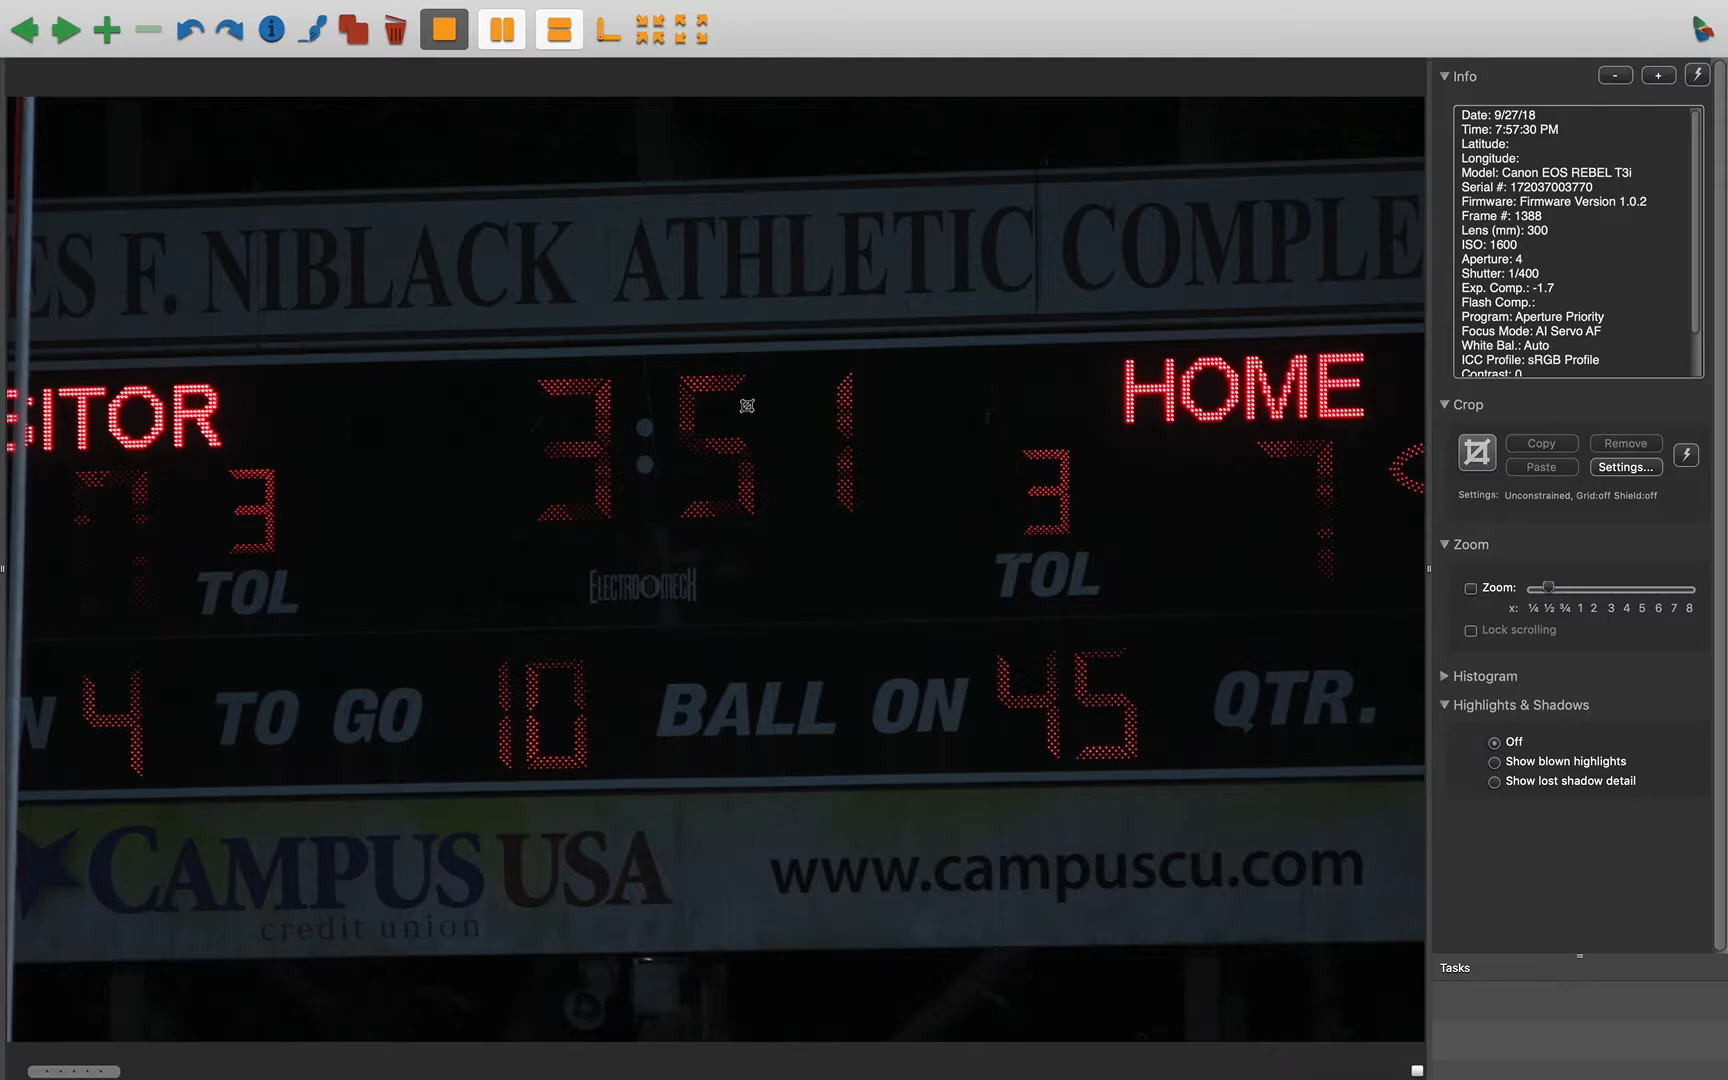 ES F. NIBLACK ATHLETIC COMPLE
SITOR 3:51 HOME
7 3 3 7
TOL ELECTRO MECH TOL
N 4 TO GO 10 BALL ON 45 QTR.
CAMPUS USA www.campuscu.com
credit union
Info - +
Date: 9/27/18
Time: 7:57:30 PM
Latitude:
Longitude:
Model: Canon EOS REBEL T3i
Serial #: 172037003770
Firmware: Firmware Version 1.0.2
Frame #: 1388
Lens (mm): 300
ISO: 1600
Aperture: 4
Shutter: 1/400
Exp. Comp.: -1.7
Flash Comp.:
Program: Aperture Priority
Focus Mode: AI Servo AF
White Bal.: Auto
ICC Profile: sRGB Profile
Contrast: 0
Crop
Copy Remove
Paste Settings...
Settings: Unconstrained, Grid:off Shield:off
Zoom
Zoom:
x: ¼ ½ ¾ 1 2 3 4 5 6 7 8
Lock scrolling
Histogram
Highlights & Shadows
Off
Show blown highlights
Show lost shadow detail
Tasks